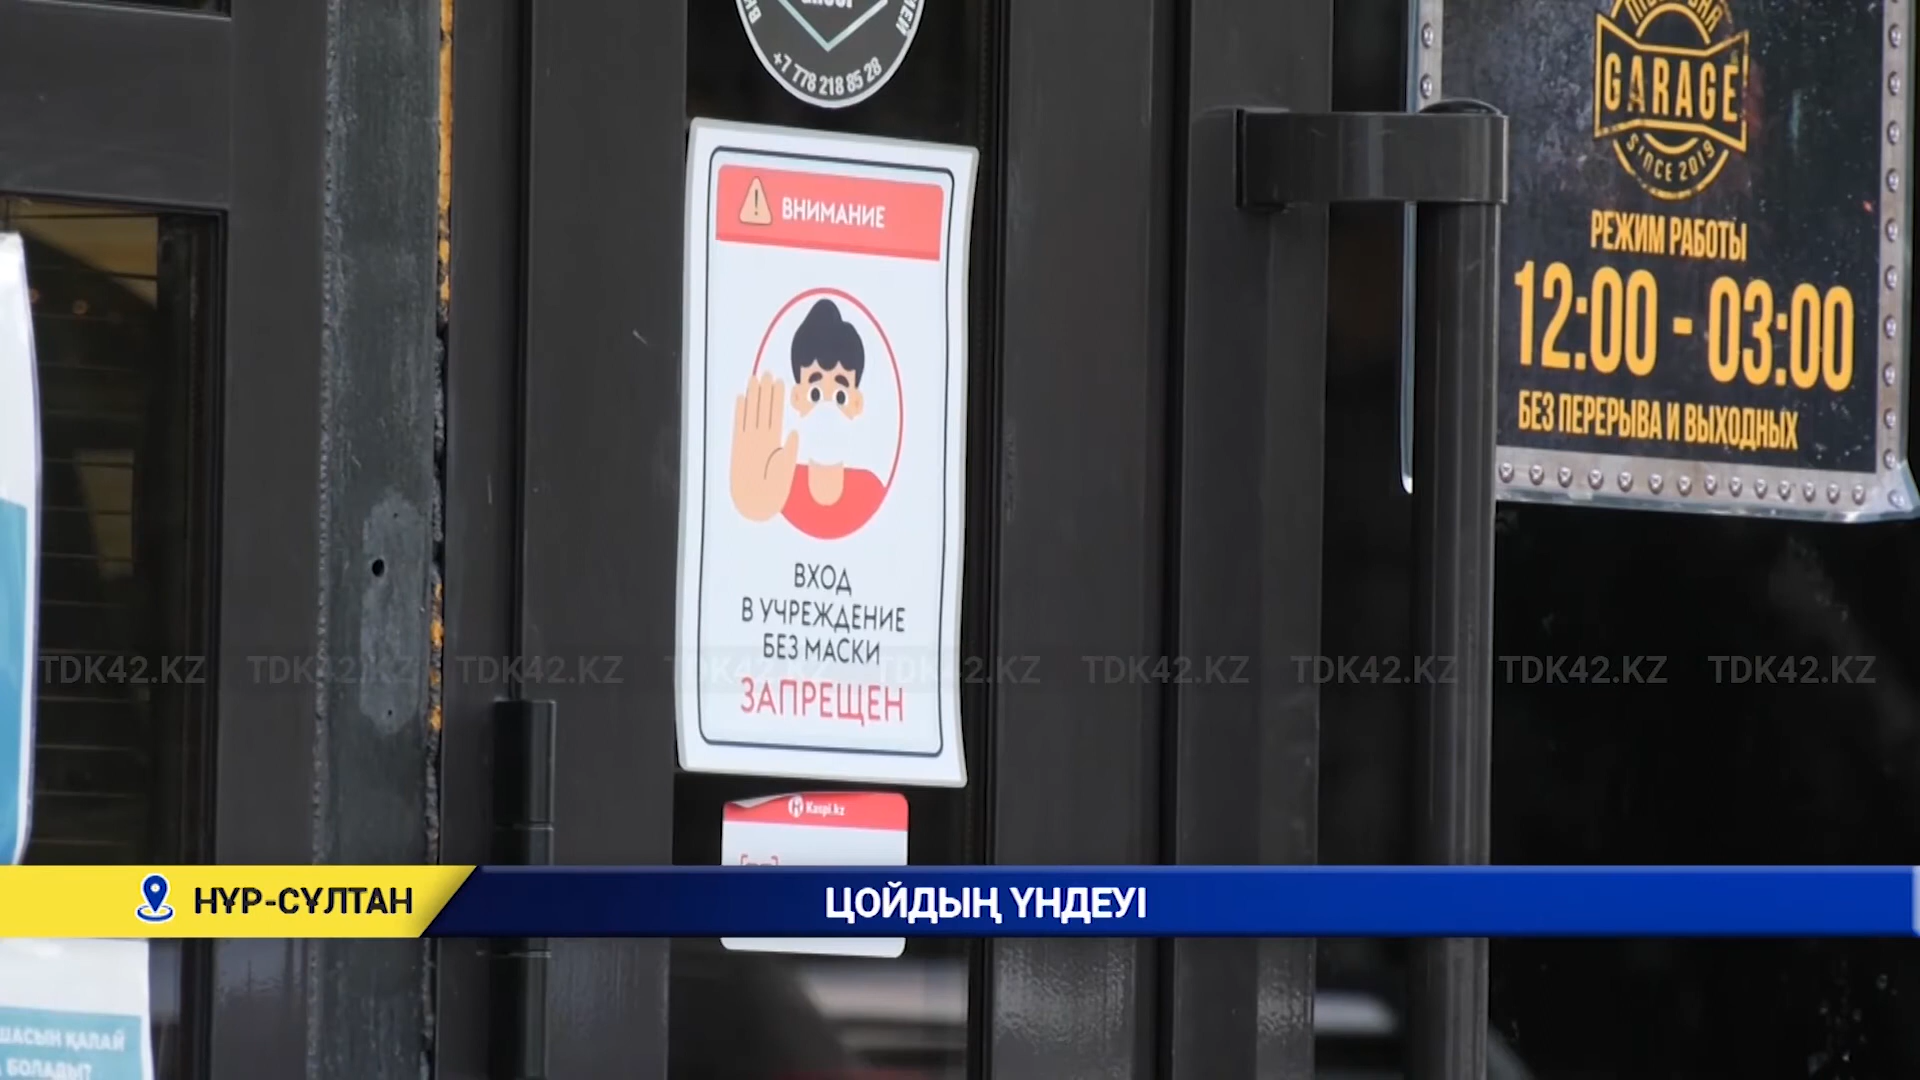 +7 778 218 85 28
ВНИМАНИЕ
ВХОД
В УЧРЕЖДЕНИЕ
БЕЗ МАСКИ
ЗАПРЕЩЕН
Kaspi.kz
GARAGE
SINCE 2019
РЕЖИМ РАБОТЫ
12:00 - 03:00
БЕЗ ПЕРЕРЫВА И ВЫХОДНЫХ
TDK42.KZ TDK42.KZ TDK42.KZ TDK42.KZ TDK42.KZ TDK42.KZ TDK42.KZ TDK42.KZ TDK42.KZ
НҰР-СҰЛТАН
ЦОЙДЫҢ ҮНДЕУІ
ҚАЛАЙ
БОЛАДЫ?